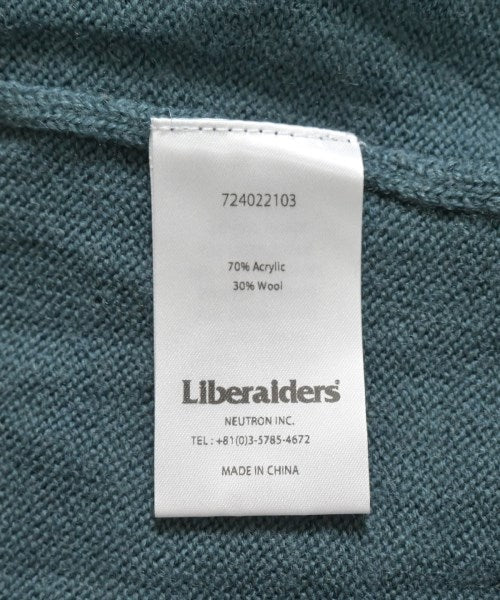 724022103
70% Acrylic
30% Wool
Liberaiders
NEUTRON INC.
TEL : +81(0)3-5785-4672
MADE IN CHINA